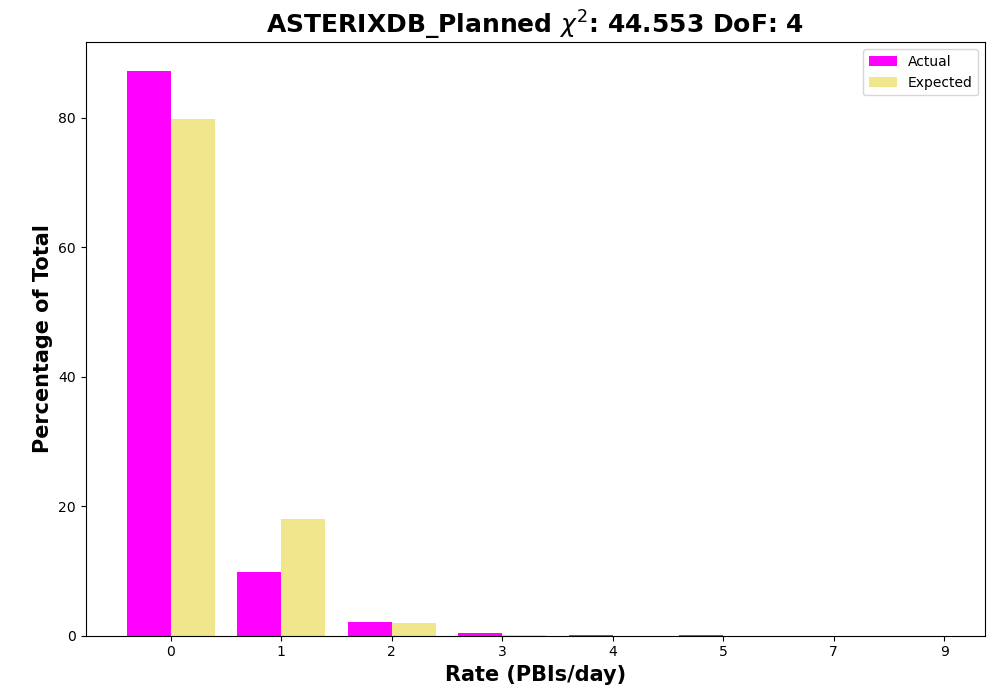 ASTERIXDB_Planned χ²: 44.553 DoF: 4
Actual
Expected
80
60
40
20
0
Percentage of Total
0 1 2 3 4 5 7 9
Rate (PBIs/day)